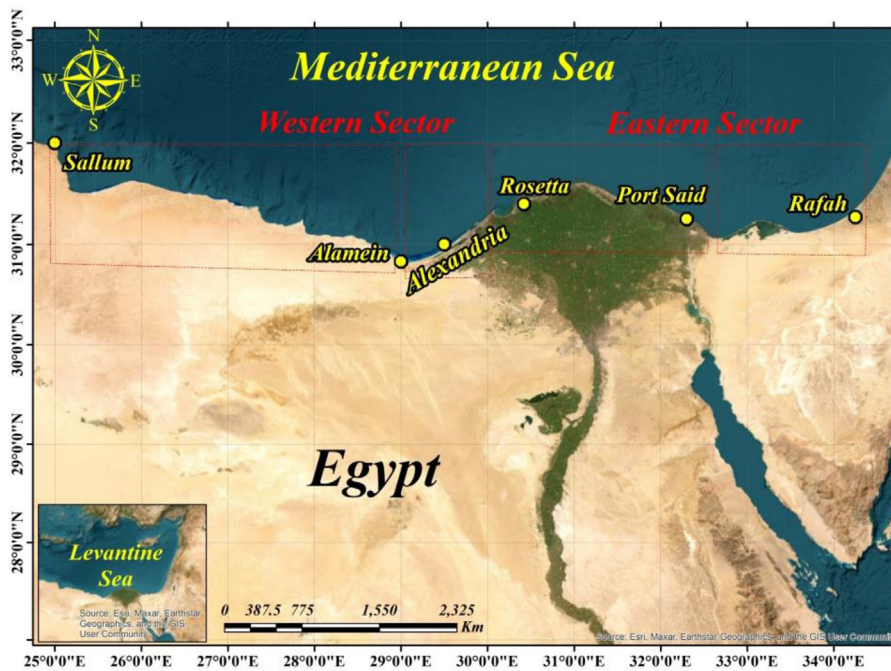 N
W E
S
Mediterranean Sea
Western Sector
Eastern Sector
Sallum
Rosetta
Port Said
Rafah
Alamein
Alexandria
Egypt
Levantine
Sea
Source: Esri, Maxar, Earthstar
Geographics, and the GIS
User Community
0 387.5 775 1,550 2,325
Km
Source: Esri, Maxar, Earthstar Geographics, and the GIS User Community
33°0'0"N
32°0'0"N
31°0'0"N
30°0'0"N
29°0'0"N
28°0'0"N
25°0'0"E 26°0'0"E 27°0'0"E 28°0'0"E 29°0'0"E 30°0'0"E 31°0'0"E 32°0'0"E 33°0'0"E 34°0'0"E